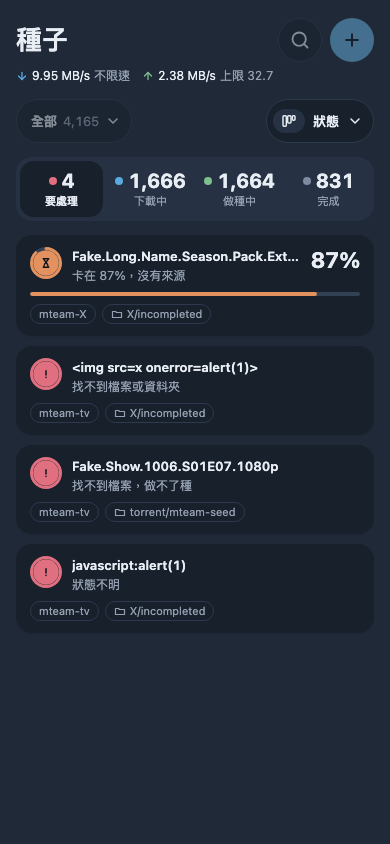 種子
9.95 MB/s 不限速 2.38 MB/s 上限 32.7
全部 4,165
狀態
4 1,666 1,664 831
要處理 下載中 做種中 完成
Fake.Long.Name.Season.Pack.Ext... 87%
卡在 87%,沒有來源
mteam-X X/incompleted
! <img src=x onerror=alert(1)>
找不到檔案或資料夾
mteam-tv X/incompleted
! Fake.Show.1006.S01E07.1080p
找不到檔案,做不了種
mteam-tv torrent/mteam-seed
! javascript:alert(1)
狀態不明
mteam-tv X/incompleted